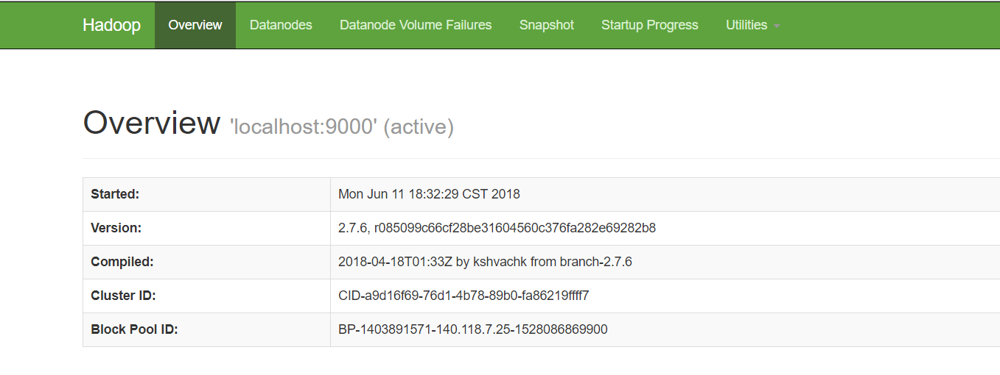 Hadoop Overview Datanodes Datanode Volume Failures Snapshot Startup Progress Utilities
Overview 'localhost:9000' (active)
Started: Mon Jun 11 18:32:29 CST 2018
Version: 2.7.6, r085099c66cf28be31604560c376fa282e69282b8
Compiled: 2018-04-18T01:33Z by kshvachk from branch-2.7.6
Cluster ID: CID-a9d16f69-76d1-4b78-89b0-fa86219ffff7
Block Pool ID: BP-1403891571-140.118.7.25-1528086869900